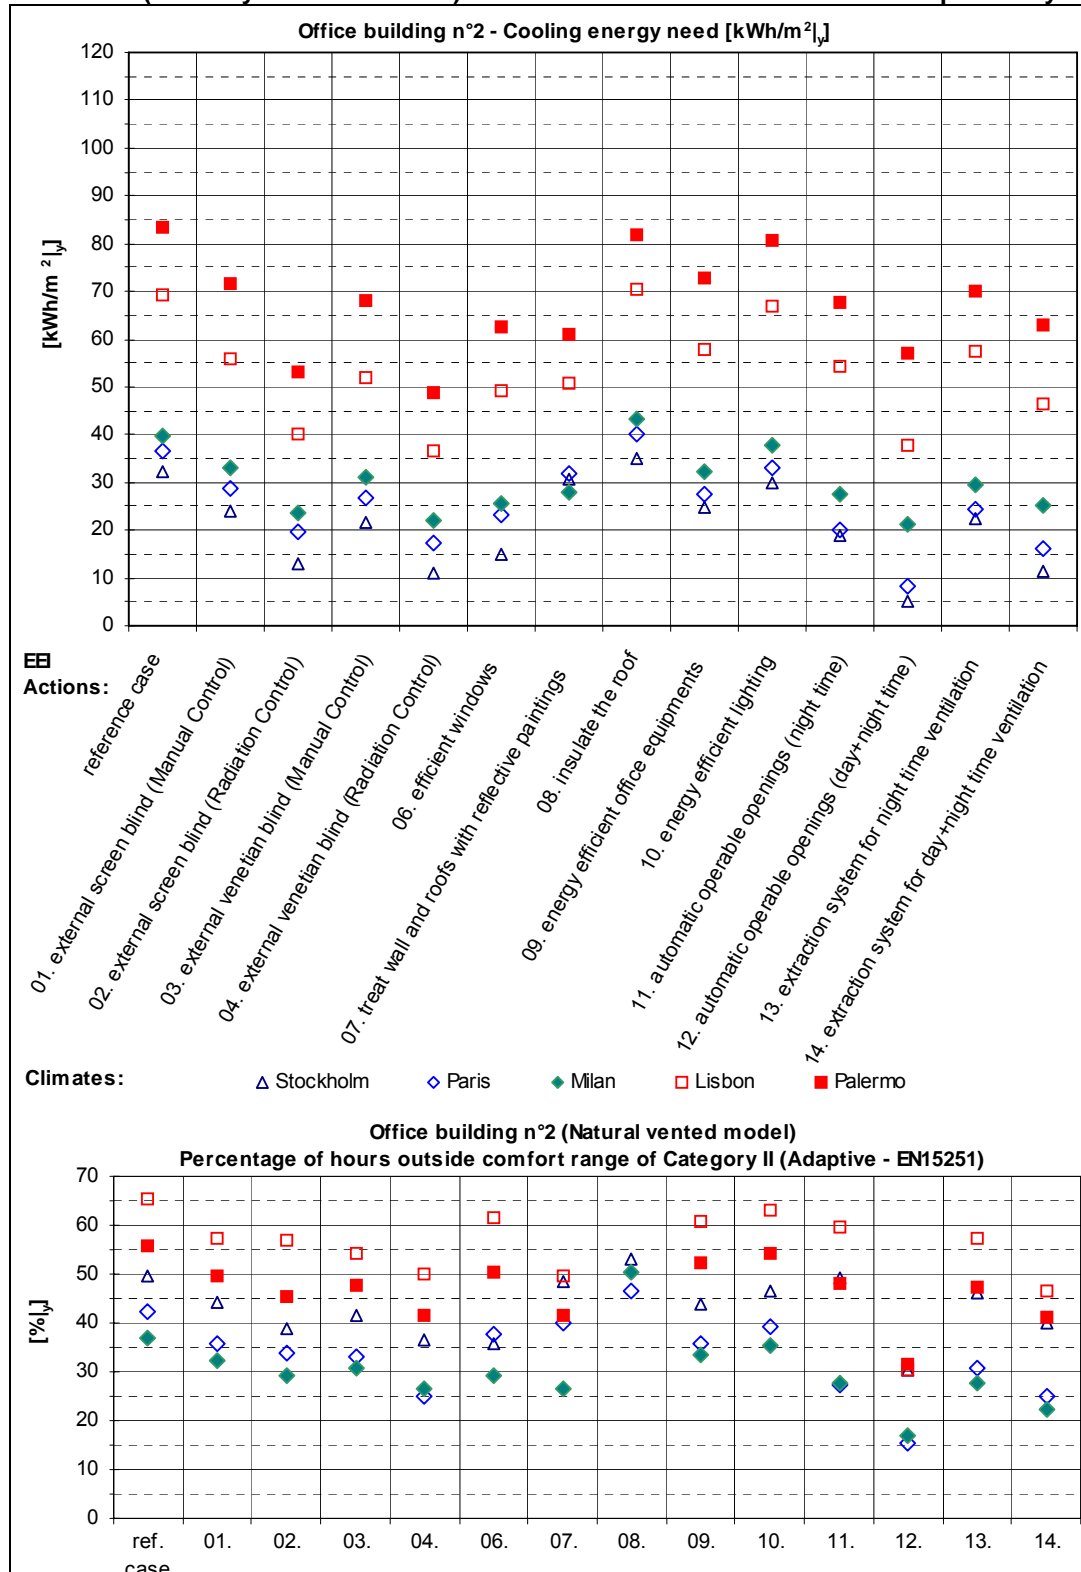 Office building n°2 - Cooling energy need [kWh/m²|y]
120
110
100
90
80
70
60
50
40
30
20
10
0
[kWh/m²|y]
EEI
Actions:
reference case
01. external screen blind (Manual Control)
02. external screen blind (Radiation Control)
03. external venetian blind (Manual Control)
04. external venetian blind (Radiation Control)
06. efficient windows
07. treat wall and roofs with reflective paintings
08. insulate the roof
09. energy efficient office equipments
10. energy efficient lighting
11. automatic operable openings (night time)
12. automatic operable openings (day+night time)
13. extraction system for night time ventilation
14. extraction system for day+night time ventilation
Climates:
Stockholm Paris Milan Lisbon Palermo
Office building n°2 (Natural vented model)
Percentage of hours outside comfort range of Category II (Adaptive - EN15251)
70
60
50
40
30
20
10
0
[%|y]
ref. 01. 02. 03. 04. 06. 07. 08. 09. 10. 11. 12. 13. 14.
case